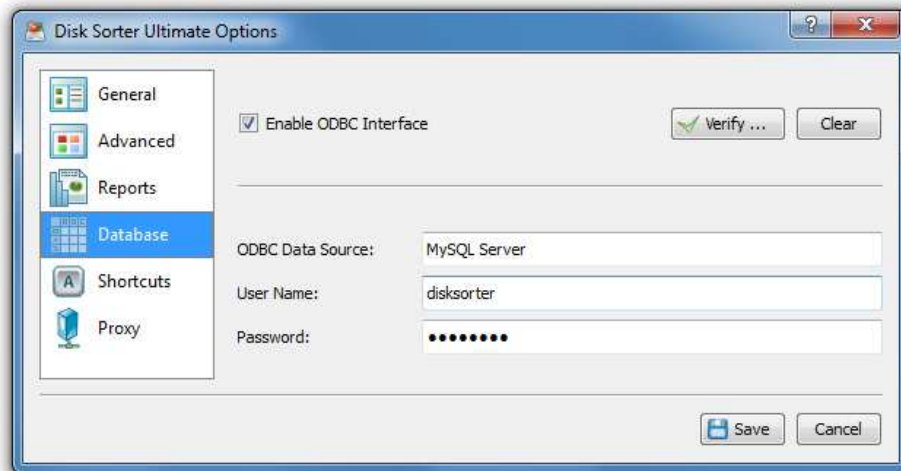 Disk Sorter Ultimate Options
General
Advanced
Reports
Database
Shortcuts
Proxy
Enable ODBC Interface
Verify ...
Clear
ODBC Data Source: MySQL Server
User Name: disksorter
Password: ●●●●●●●●
Save
Cancel